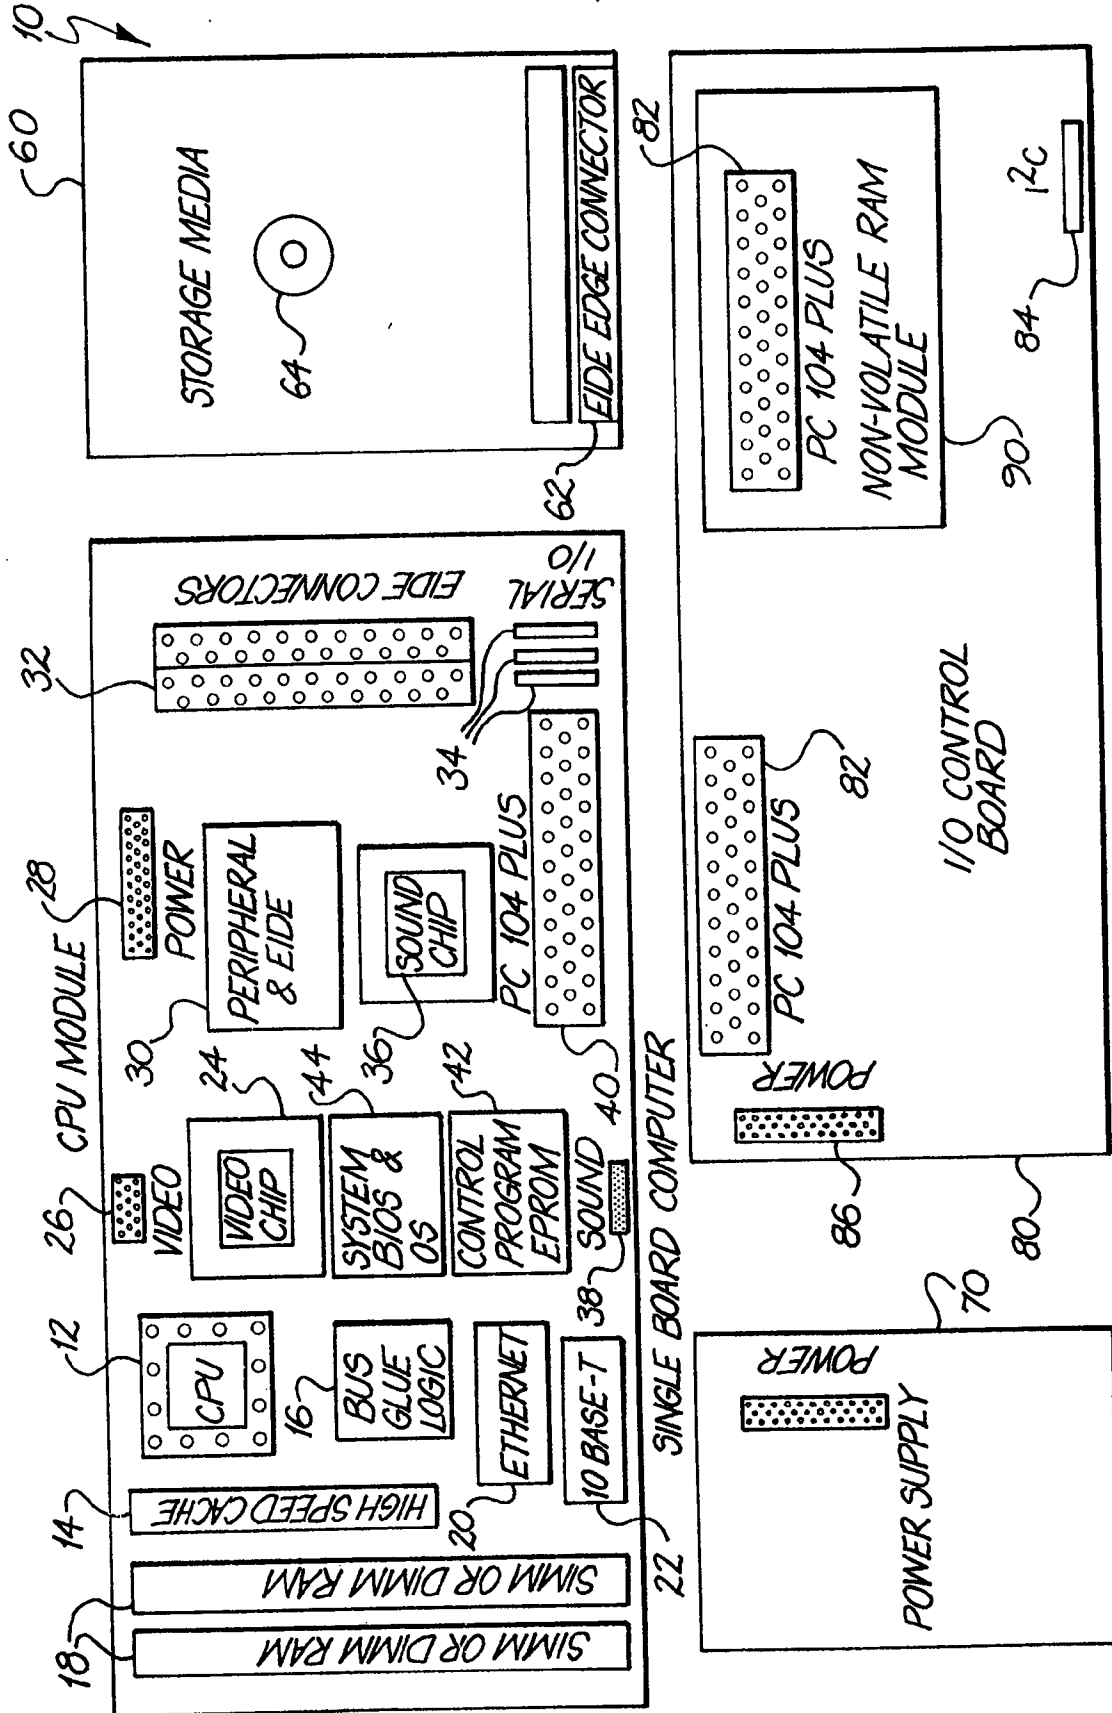 10
60
STORAGE MEDIA
64
EIDE EDGE CONNECTOR
62
CPU MODULE
18
SIMM OR DIMM RAM
SIMM OR DIMM RAM
14
HIGH SPEED CACHE
12
CPU
16
BUS
GLUE
LOGIC
20
ETHERNET
22
10 BASE-T
26
VIDEO
24
VIDEO
CHIP
44
SYSTEM
BIOS &
OS
42
CONTROL
PROGRAM
EPROM
38
SOUND
28
POWER
30
PERIPHERAL
& EIDE
36
SOUND
CHIP
PC 104 PLUS
40
32
EIDE CONNECTORS
34
SERIAL
I/O
SINGLE BOARD COMPUTER
70
POWER
POWER SUPPLY
80
86
POWER
82
PC 104 PLUS
I/O CONTROL
BOARD
82
PC 104 PLUS
NON-VOLATILE RAM
MODULE
90
84
I2C